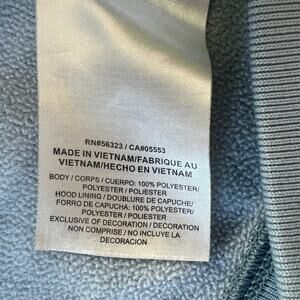 RN#56323 / CA#05553
MADE IN VIETNAM/FABRIQUE AU
VIETNAM/HECHO EN VIETNAM
BODY / CORPS / CUERPO: 100% POLYESTER/
POLYESTER / POLIESTER
HOOD LINING / DOUBLURE DE CAPUCHE/
FORRO DE CAPUCHA: 100% POLYESTER/
POLYESTER / POLIESTER
EXCLUSIVE OF DECORATION / DECORATION
NON COMPRISE / NO INCLUYE LA
DECORACION